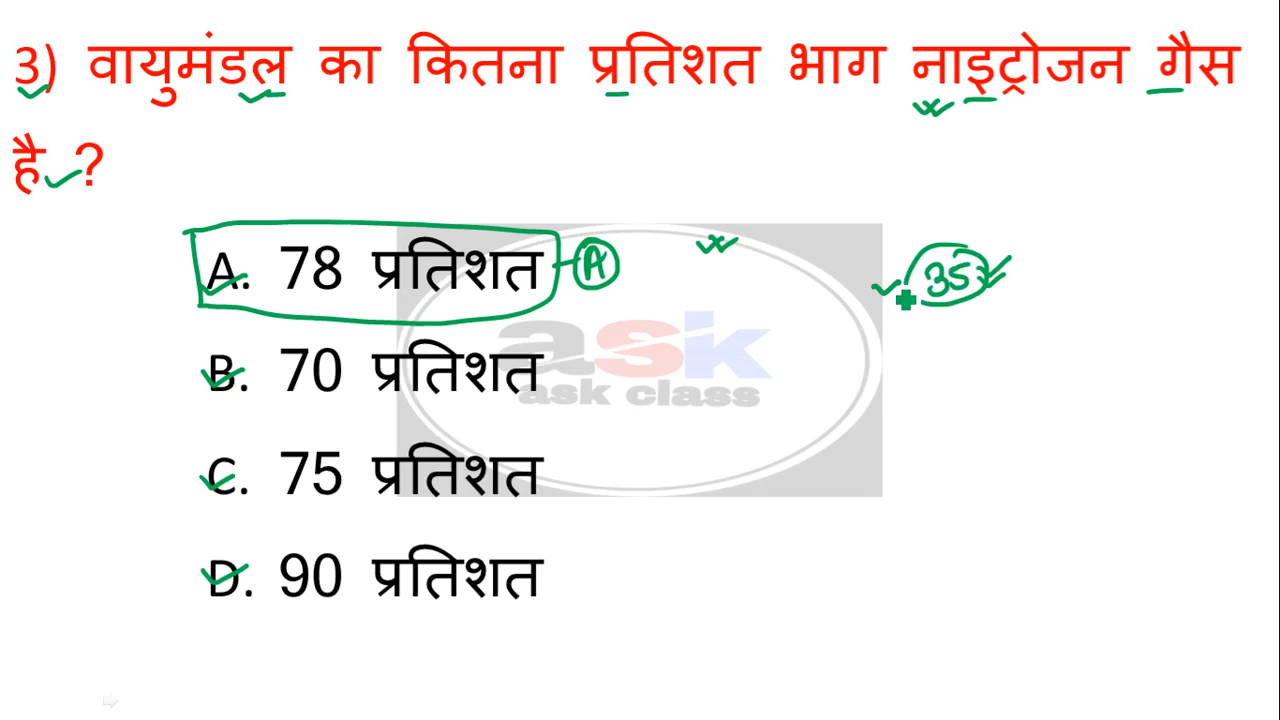 3) वायुमंडल का कितना प्रतिशत भाग नाइट्रोजन गैस
है ?
A. 78 प्रतिशत A
35
B. 70 प्रतिशत
ask
ask class
C. 75 प्रतिशत
D. 90 प्रतिशत